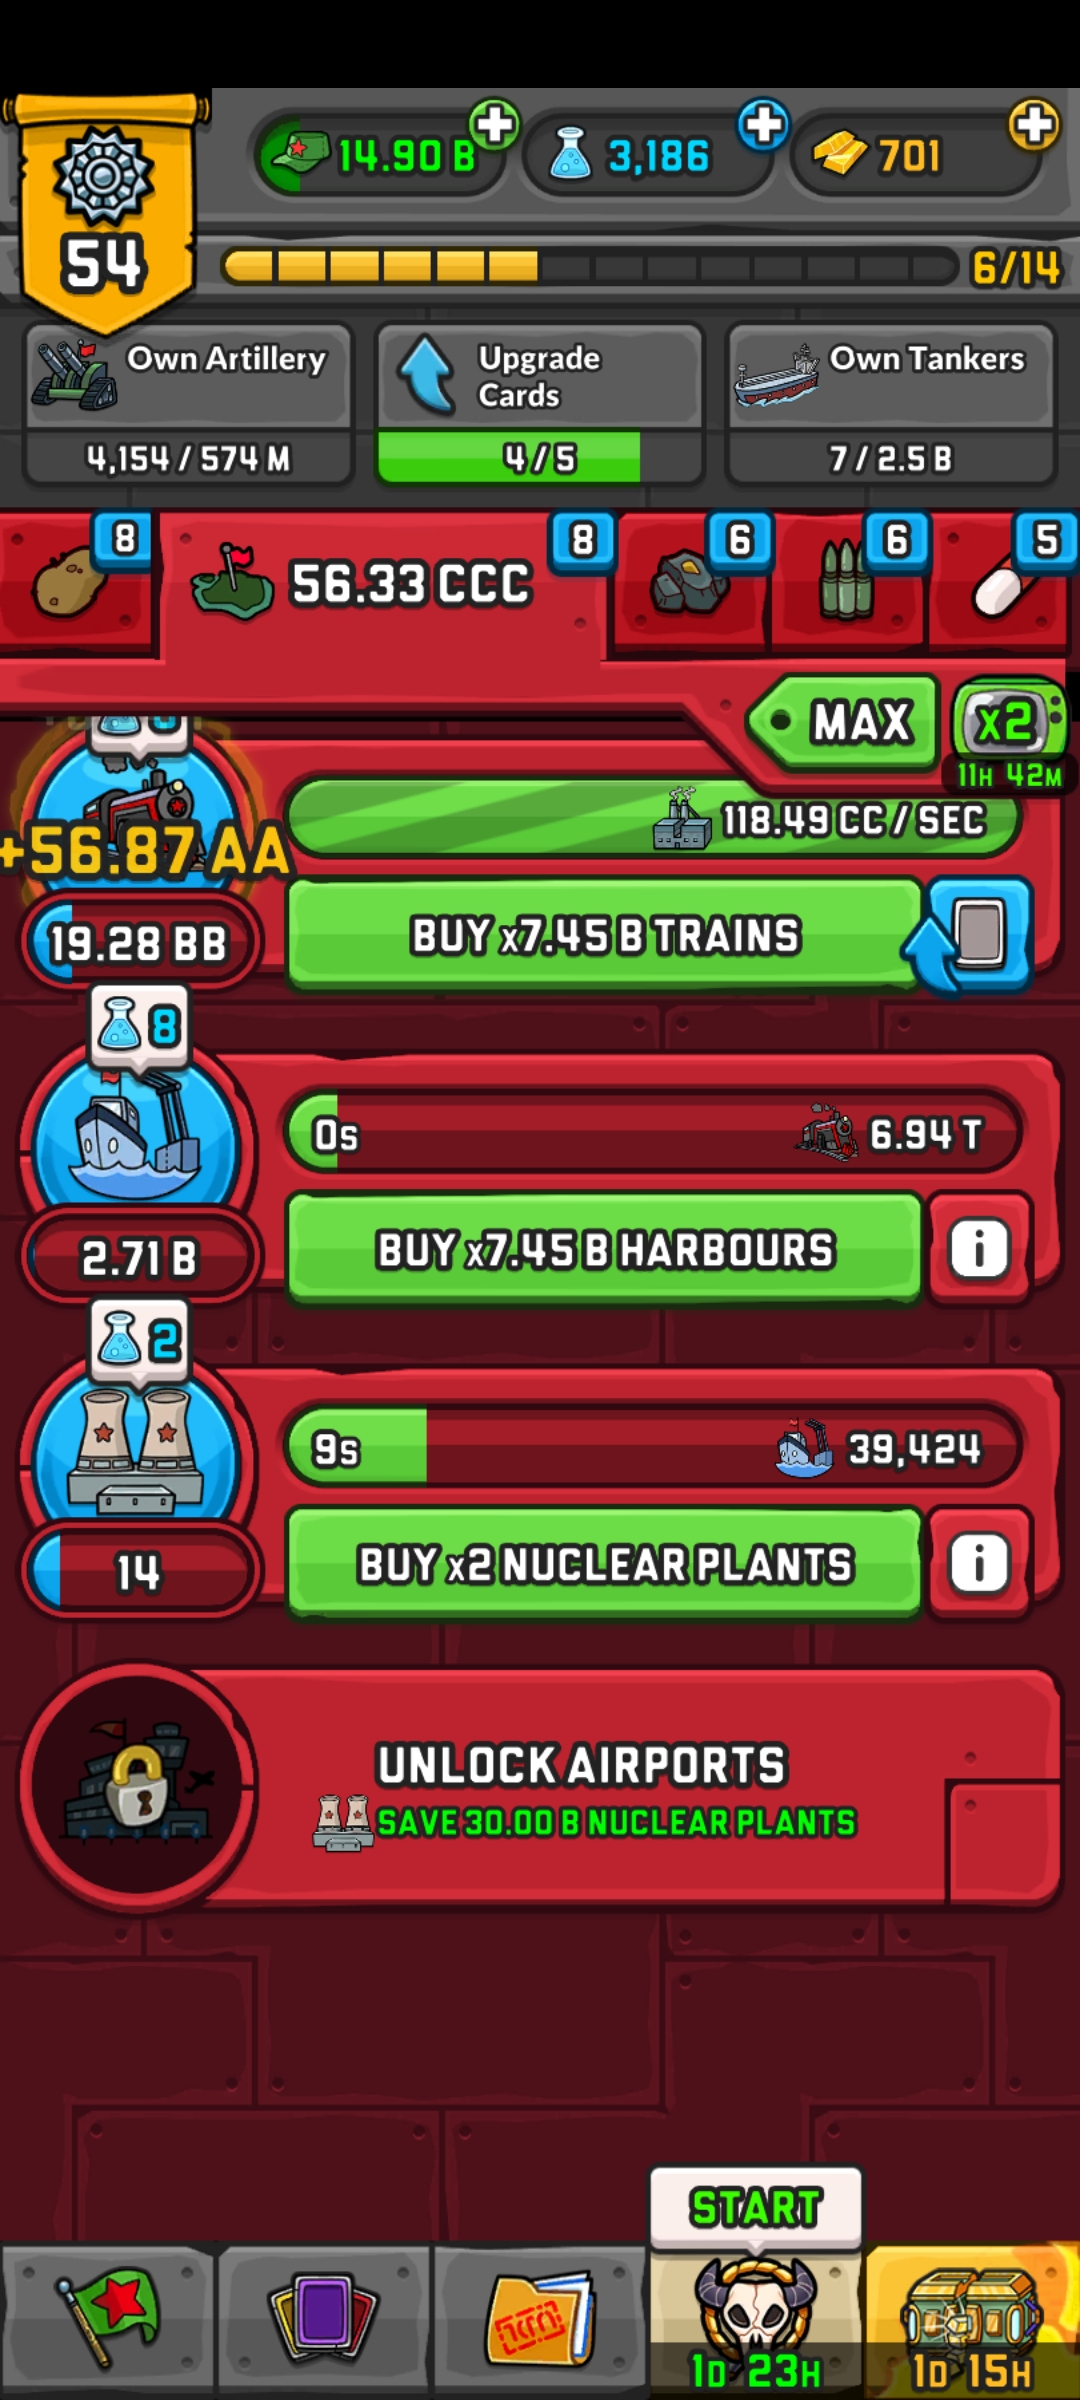 14.90 B
3,186
701
54
6/14
Own Artillery
4,154 / 574 M
Upgrade
Cards
4 / 5
Own Tankers
7 / 2.5 B
8
56.33 CCC
8
6
6
5
MAX
x2
11H 42M
118.49 CC / SEC
+56.87 AA
19.28 BB
BUY x7.45 B TRAINS
8
0s
6.94 T
2.71 B
BUY x7.45 B HARBOURS
2
9s
39,424
14
BUY x2 NUCLEAR PLANTS
UNLOCK AIRPORTS
SAVE 30.00 B NUCLEAR PLANTS
START
1D 23H
1D 15H